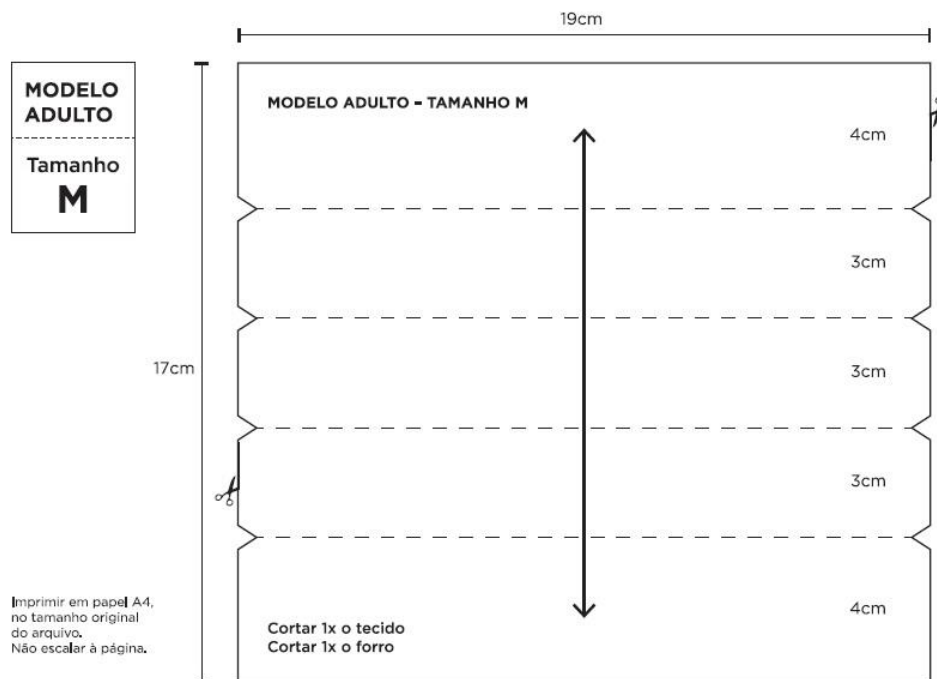 19cm
MODELO
ADULTO
Tamanho
M
MODELO ADULTO – TAMANHO M
4cm
3cm
17cm
3cm
3cm
4cm
Imprimir em papel A4,
no tamanho original
do arquivo.
Não escalar à página.
Cortar 1x o tecido
Cortar 1x o forro